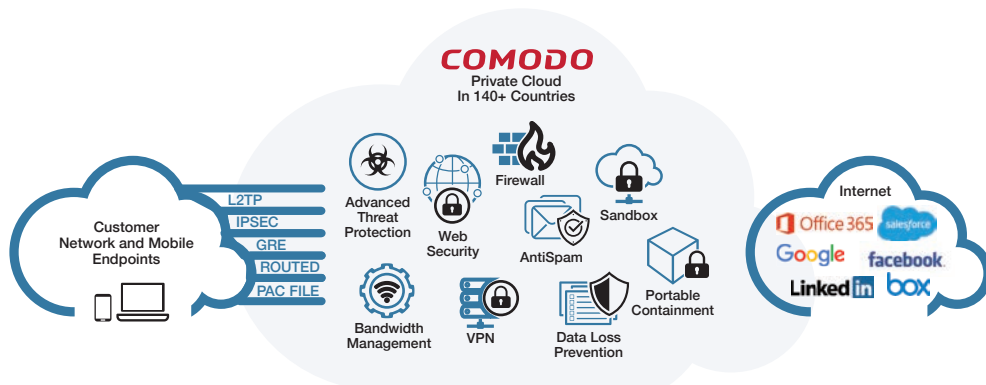 COMODO
Private Cloud
In 140+ Countries
Customer
Network and Mobile
Endpoints
L2TP
IPSEC
GRE
ROUTED
PAC FILE
Advanced
Threat
Protection
Web
Security
Firewall
AntiSpam
Sandbox
Portable
Containment
Bandwidth
Management
VPN
Data Loss
Prevention
Internet
Office 365
salesforce
Google
facebook.
Linked in
box